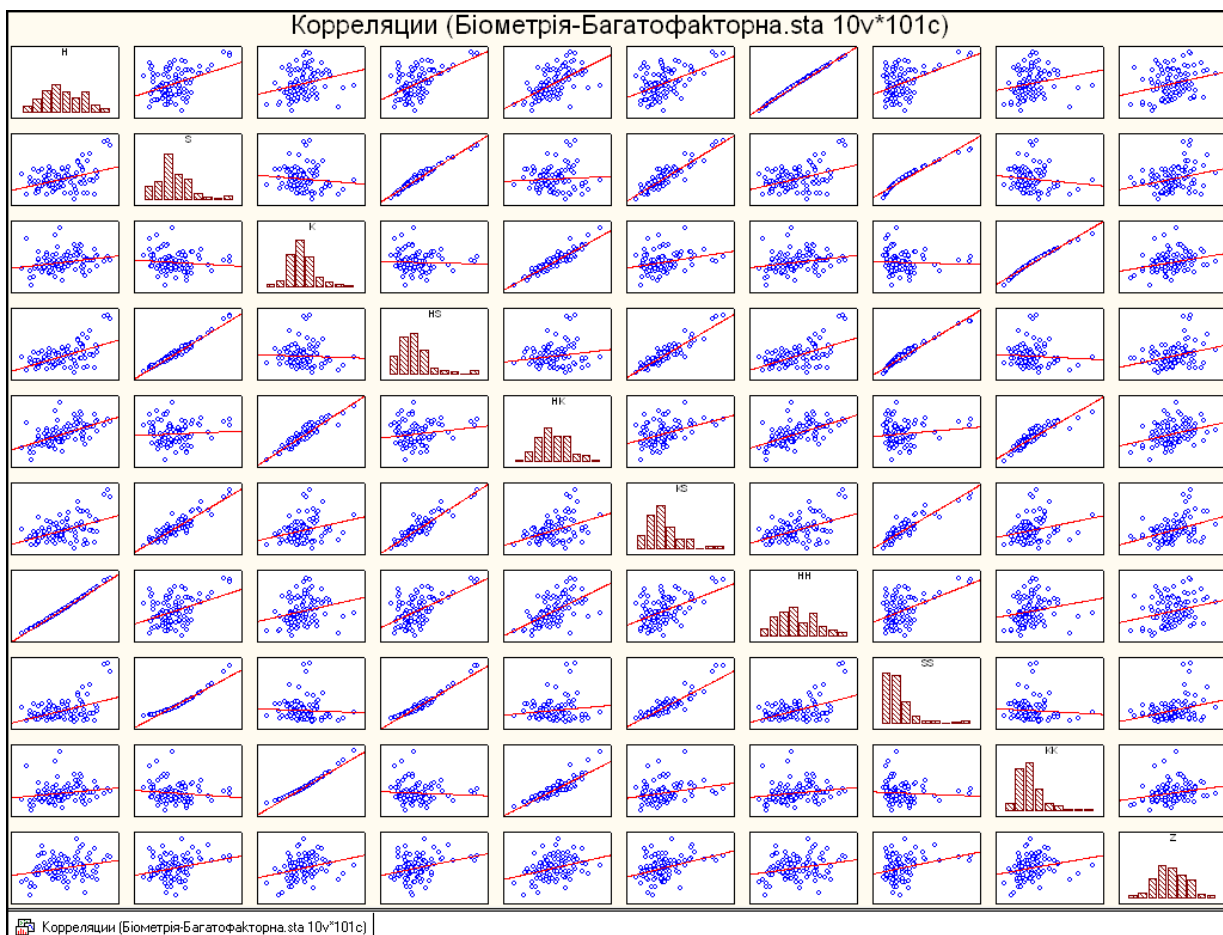 Корреляции (Біометрія-Багатофакторна.sta 10v*101c)
H
S
K
HS
HK
KS
HH
SS
KK
Z
Корреляции (Біометрія-Багатофакторна.sta 10v*101c)